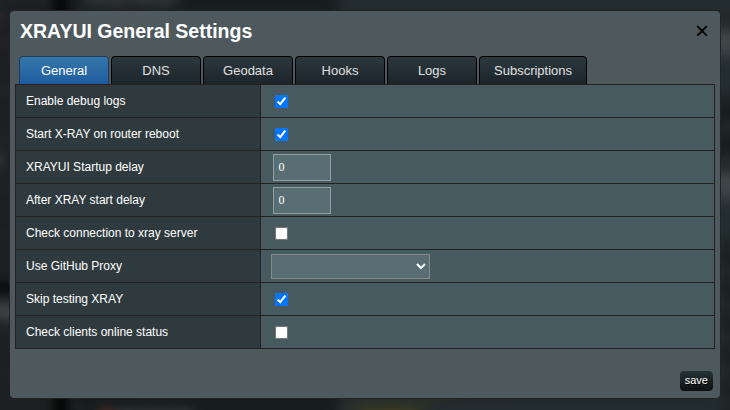 XRAYUI General Settings
General DNS Geodata Hooks Logs Subscriptions
Enable debug logs
Start X-RAY on router reboot
XRAYUI Startup delay 0
After XRAY start delay 0
Check connection to xray server
Use GitHub Proxy
Skip testing XRAY
Check clients online status
save